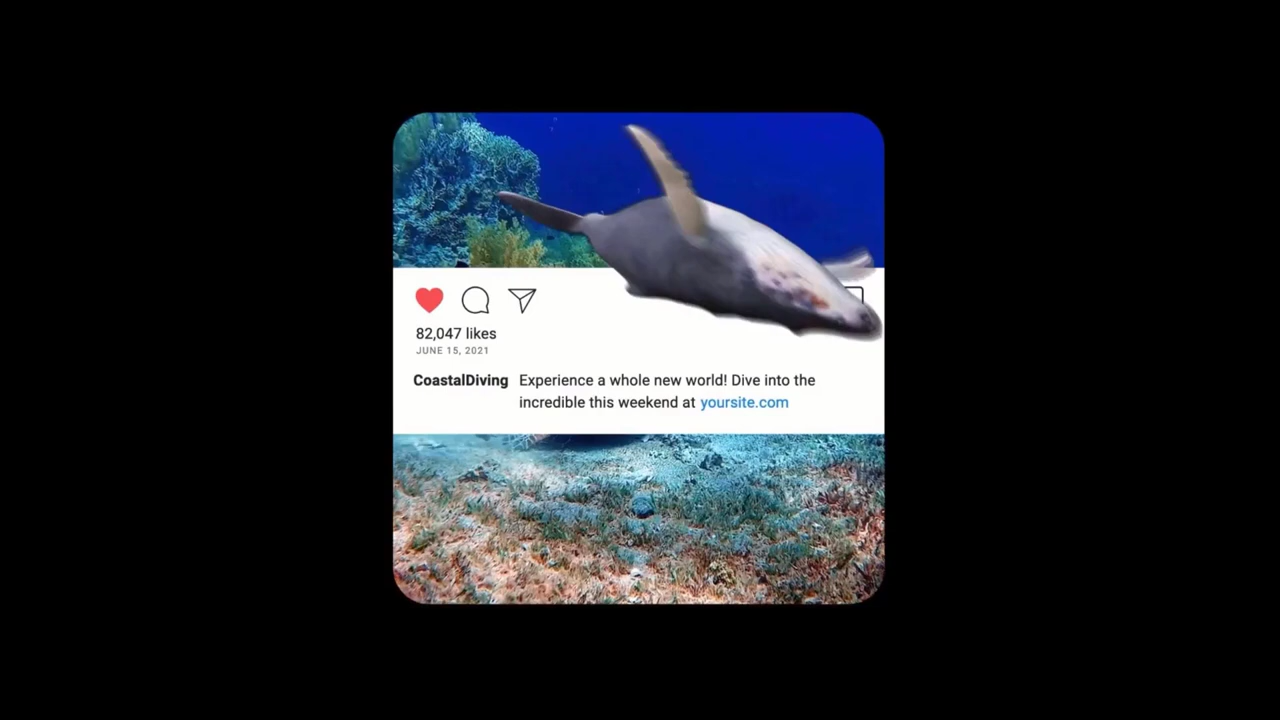 82,047 likes
JUNE 15, 2021
CoastalDiving Experience a whole new world! Dive into the
incredible this weekend at yoursite.com